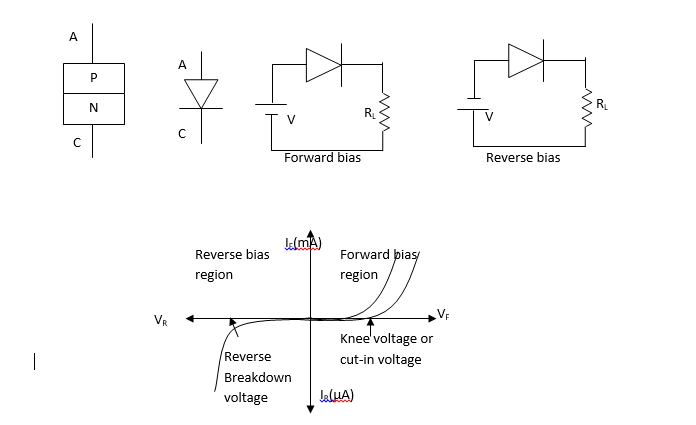 A
P
N
C
A
C
V
RL
Forward bias
V
RL
Reverse bias
IF(mA)
Reverse bias
region
Forward bias
region
VR
VF
Knee voltage or
cut-in voltage
Reverse
Breakdown
voltage
IR(μA)